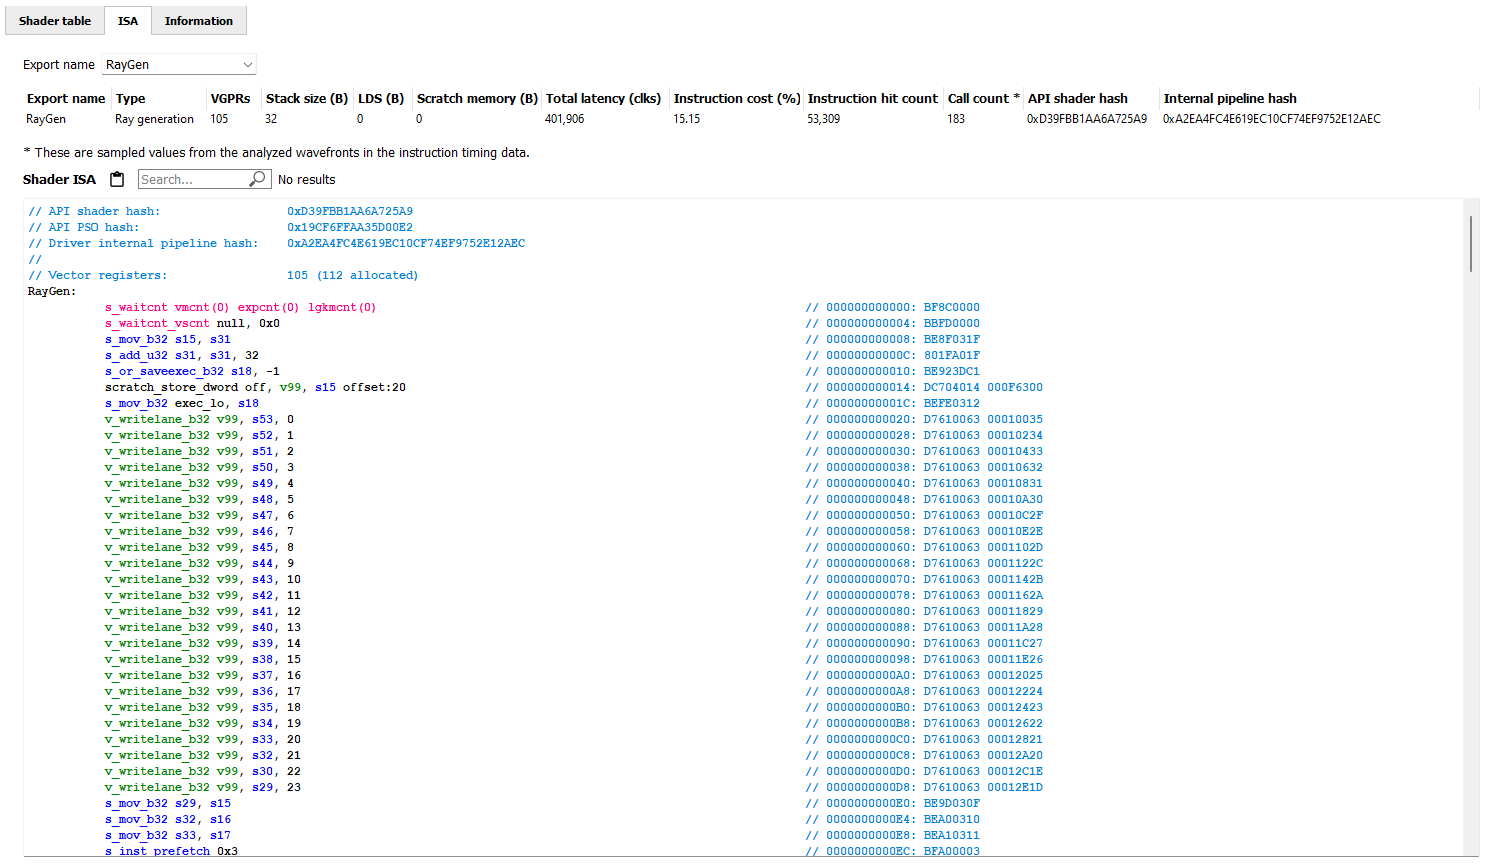 Shader table ISA Information
Export name RayGen
Export name Type VGPRs Stack size (B) LDS (B) Scratch memory (B) Total latency (clks) Instruction cost (%) Instruction hit count Call count * API shader hash Internal pipeline hash
RayGen Ray generation 105 32 0 0 401,906 15.15 53,309 183 0xD39FBB1AA6A725A9 0xA2EA4FC4E619EC10CF74EF9752E12AEC
* These are sampled values from the analyzed wavefronts in the instruction timing data.
Shader ISA Search... No results
// API shader hash: 0xD39FBB1AA6A725A9
// API PSO hash: 0x19CF6FFAA35D00E2
// Driver internal pipeline hash: 0xA2EA4FC4E619EC10CF74EF9752E12AEC
//
// Vector registers: 105 (112 allocated)
RayGen:
s_waitcnt vmcnt(0) expcnt(0) lgkmcnt(0) // 000000000000: BF8C0000
s_waitcnt_vscnt null, 0x0 // 000000000004: BBFD0000
s_mov_b32 s15, s31 // 000000000008: BE8F031F
s_add_u32 s31, s31, 32 // 00000000000C: 801FA01F
s_or_saveexec_b32 s18, -1 // 000000000010: BE923DC1
scratch_store_dword off, v99, s15 offset:20 // 000000000014: DC704014 000F6300
s_mov_b32 exec_lo, s18 // 00000000001C: BEFE0312
v_writelane_b32 v99, s53, 0 // 000000000020: D7610063 00010035
v_writelane_b32 v99, s52, 1 // 000000000028: D7610063 00010234
v_writelane_b32 v99, s51, 2 // 000000000030: D7610063 00010433
v_writelane_b32 v99, s50, 3 // 000000000038: D7610063 00010632
v_writelane_b32 v99, s49, 4 // 000000000040: D7610063 00010831
v_writelane_b32 v99, s48, 5 // 000000000048: D7610063 00010A30
v_writelane_b32 v99, s47, 6 // 000000000050: D7610063 00010C2F
v_writelane_b32 v99, s46, 7 // 000000000058: D7610063 00010E2E
v_writelane_b32 v99, s45, 8 // 000000000060: D7610063 0001102D
v_writelane_b32 v99, s44, 9 // 000000000068: D7610063 0001122C
v_writelane_b32 v99, s43, 10 // 000000000070: D7610063 0001142B
v_writelane_b32 v99, s42, 11 // 000000000078: D7610063 0001162A
v_writelane_b32 v99, s41, 12 // 000000000080: D7610063 00011829
v_writelane_b32 v99, s40, 13 // 000000000088: D7610063 00011A28
v_writelane_b32 v99, s39, 14 // 000000000090: D7610063 00011C27
v_writelane_b32 v99, s38, 15 // 000000000098: D7610063 00011E26
v_writelane_b32 v99, s37, 16 // 0000000000A0: D7610063 00012025
v_writelane_b32 v99, s36, 17 // 0000000000A8: D7610063 00012224
v_writelane_b32 v99, s35, 18 // 0000000000B0: D7610063 00012423
v_writelane_b32 v99, s34, 19 // 0000000000B8: D7610063 00012622
v_writelane_b32 v99, s33, 20 // 0000000000C0: D7610063 00012821
v_writelane_b32 v99, s32, 21 // 0000000000C8: D7610063 00012A20
v_writelane_b32 v99, s30, 22 // 0000000000D0: D7610063 00012C1E
v_writelane_b32 v99, s29, 23 // 0000000000D8: D7610063 00012E1D
s_mov_b32 s29, s15 // 0000000000E0: BE9D030F
s_mov_b32 s32, s16 // 0000000000E4: BEA00310
s_mov_b32 s33, s17 // 0000000000E8: BEA10311
s_inst_prefetch 0x3 // 0000000000EC: BFA00003